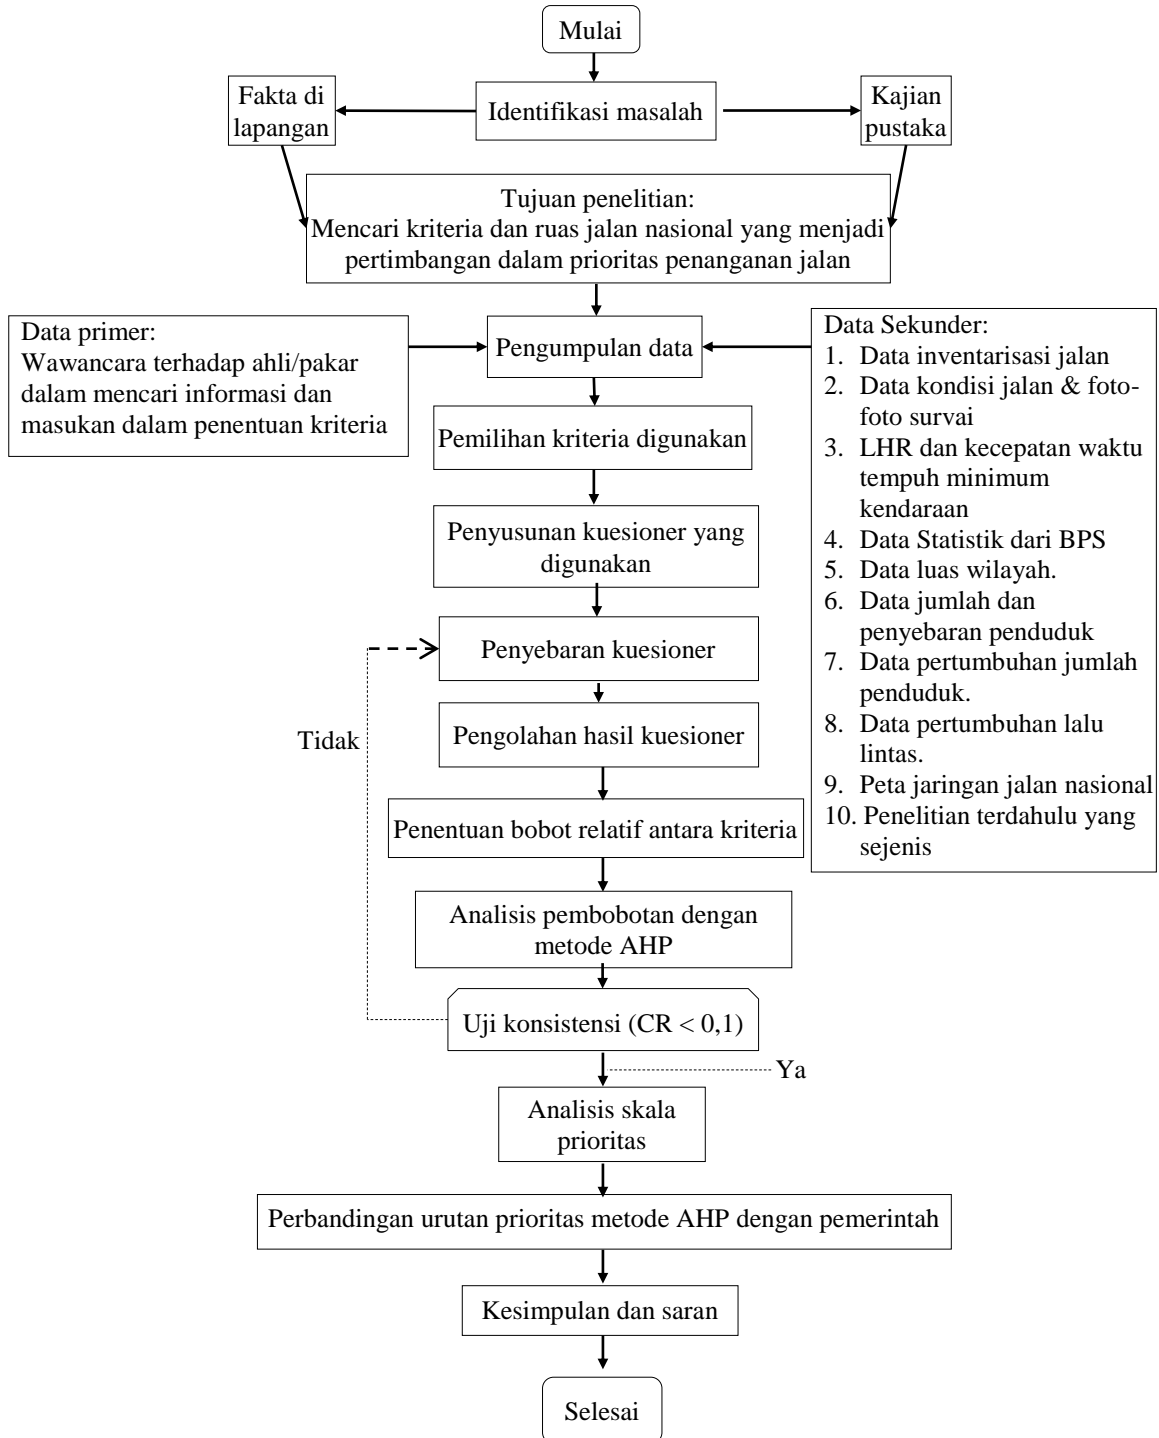 Mulai
Fakta di
lapangan
Identifikasi masalah
Kajian
pustaka
Tujuan penelitian:
Mencari kriteria dan ruas jalan nasional yang menjadi
pertimbangan dalam prioritas penanganan jalan
Data primer:
Wawancara terhadap ahli/pakar
dalam mencari informasi dan
masukan dalam penentuan kriteria
Pengumpulan data
Data Sekunder:
1. Data inventarisasi jalan
2. Data kondisi jalan & foto-
foto survai
3. LHR dan kecepatan waktu
tempuh minimum
kendaraan
4. Data Statistik dari BPS
5. Data luas wilayah.
6. Data jumlah dan
penyebaran penduduk
7. Data pertumbuhan jumlah
penduduk.
8. Data pertumbuhan lalu
lintas.
9. Peta jaringan jalan nasional
10. Penelitian terdahulu yang
sejenis
Pemilihan kriteria digunakan
Penyusunan kuesioner yang
digunakan
Penyebaran kuesioner
Pengolahan hasil kuesioner
Tidak
Penentuan bobot relatif antara kriteria
Analisis pembobotan dengan
metode AHP
Uji konsistensi (CR < 0,1)
Ya
Analisis skala
prioritas
Perbandingan urutan prioritas metode AHP dengan pemerintah
Kesimpulan dan saran
Selesai